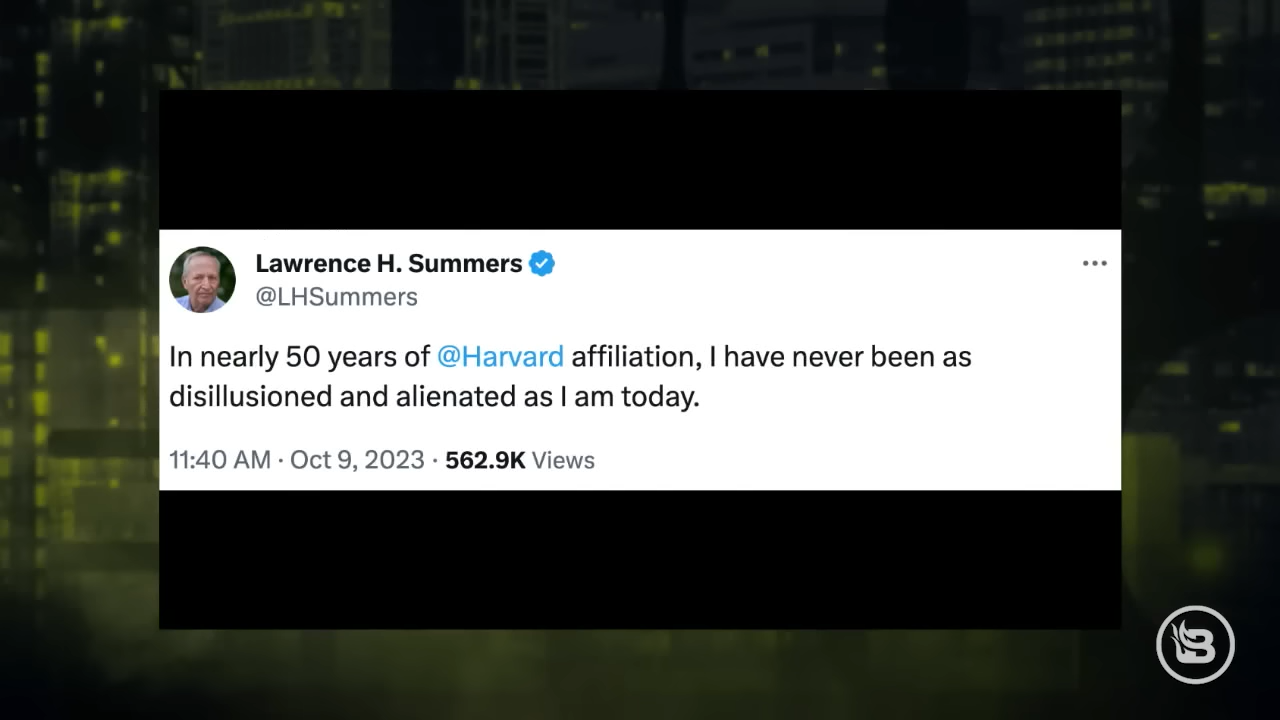 Lawrence H. Summers
@LHSummers
In nearly 50 years of @Harvard affiliation, I have never been as
disillusioned and alienated as I am today.
11:40 AM · Oct 9, 2023 · 562.9K Views
B